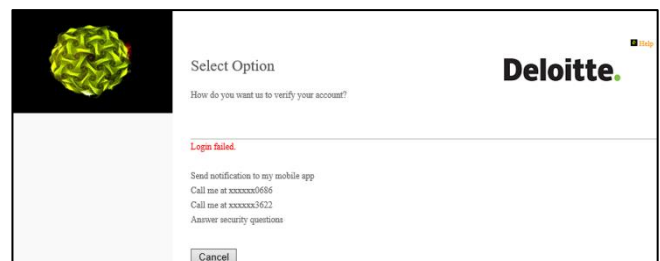 Help
Select Option
Deloitte.
How do you want us to verify your account?
Login failed.
Send notification to my mobile app
Call me at xxxxxx0686
Call me at xxxxxx3622
Answer security questions
Cancel